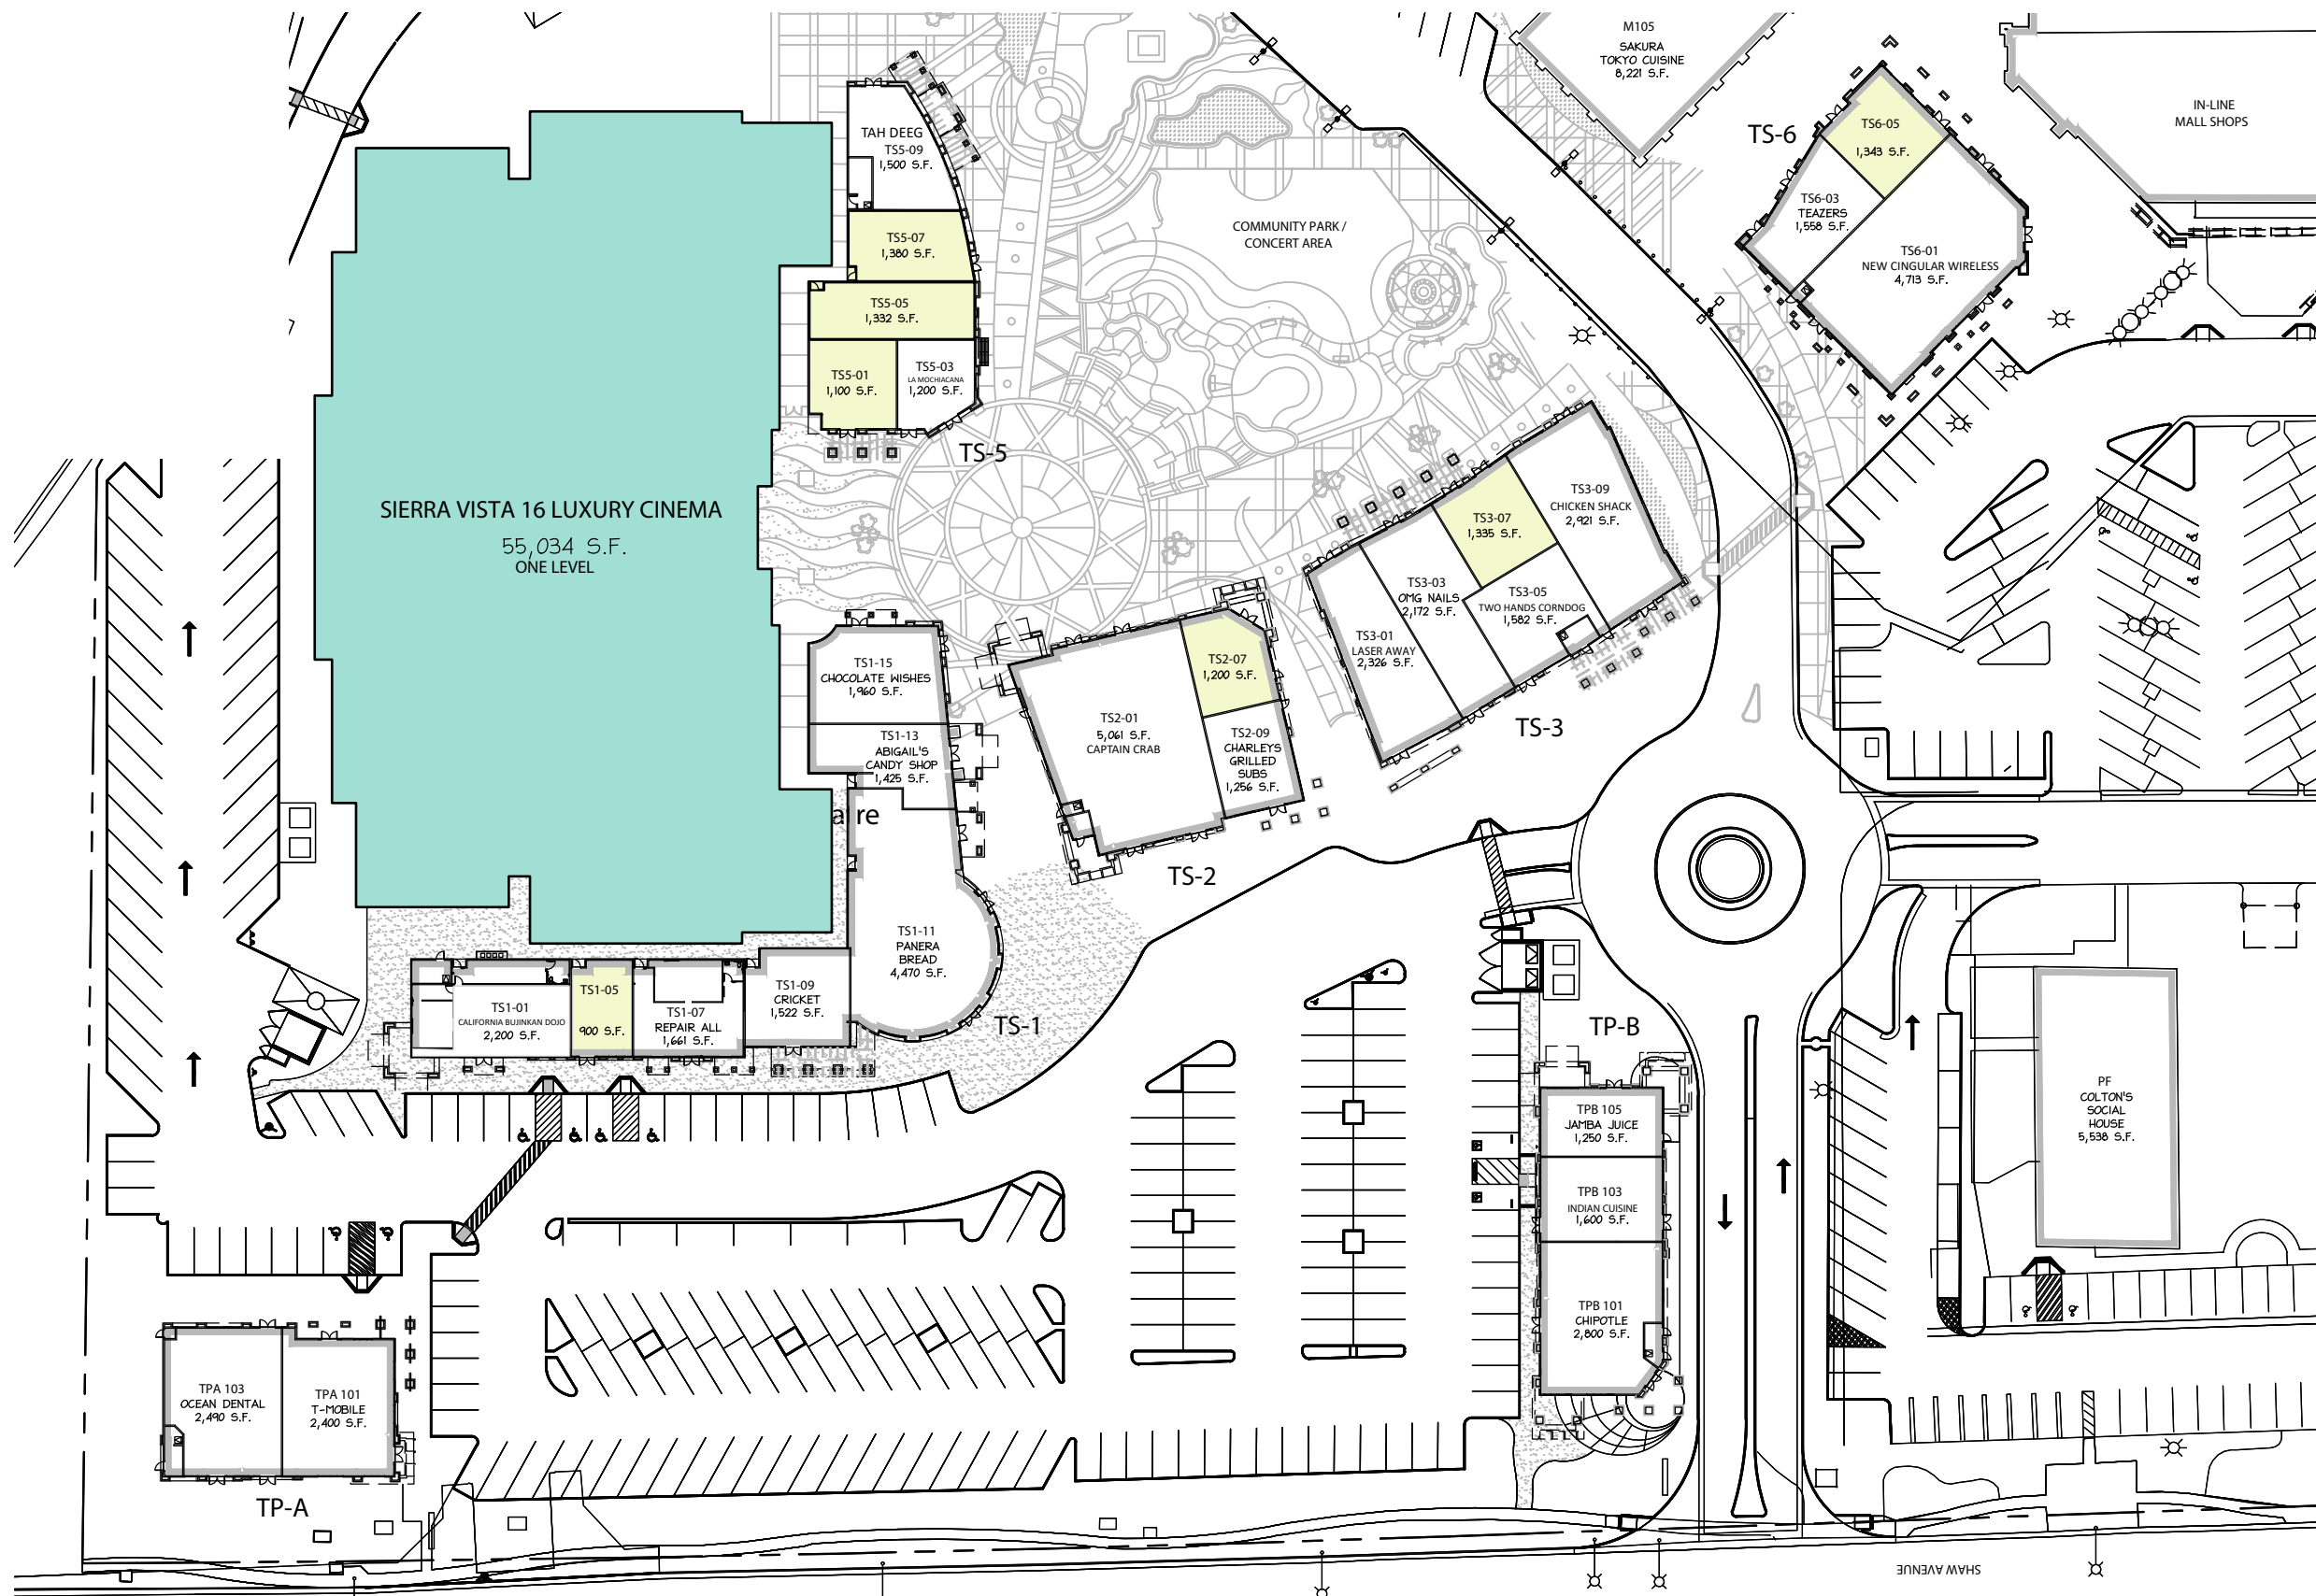 M105
SAKURA
TOKYO CUISINE
8,221 S.F.
IN-LINE
MALL SHOPS
TS-6
TS6-05
1,343 S.F.
TS6-03
TEAZERS
1,558 S.F.
TS6-01
NEW CINGULAR WIRELESS
4,713 S.F.
TAH DEEG
TS5-09
1,500 S.F.
TS5-07
1,380 S.F.
TS5-05
1,332 S.F.
TS5-01
1,100 S.F.
TS5-03
LA MOCHIACANA
1,200 S.F.
TS-5
COMMUNITY PARK /
CONCERT AREA
SIERRA VISTA 16 LUXURY CINEMA
55,034 S.F.
ONE LEVEL
TS3-09
CHICKEN SHACK
2,921 S.F.
TS3-07
1,335 S.F.
TS3-03
OMG NAILS
2,172 S.F.
TS3-05
TWO HANDS CORNDOG
1,582 S.F.
TS3-01
LASER AWAY
2,326 S.F.
TS-3
TS2-07
1,200 S.F.
TS2-01
5,061 S.F.
CAPTAIN CRAB
TS2-09
CHARLEYS
GRILLED
SUBS
1,256 S.F.
TS-2
TS1-15
CHOCOLATE WISHES
1,960 S.F.
TS1-13
ABIGAIL'S
CANDY SHOP
1,425 S.F.
atre
TS1-11
PANERA
BREAD
4,470 S.F.
TS1-09
CRICKET
1,522 S.F.
TS1-07
REPAIR ALL
1,661 S.F.
TS1-05
900 S.F.
TS1-01
CALIFORNIA BUJINKAN DOJO
2,200 S.F.
TS-1
TP-B
TPB 105
JAMBA JUICE
1,250 S.F.
TPB 103
INDIAN CUISINE
1,600 S.F.
TPB 101
CHIPOTLE
2,800 S.F.
PF
COLTON'S
SOCIAL
HOUSE
5,538 S.F.
TPA 103
OCEAN DENTAL
2,490 S.F.
TPA 101
T-MOBILE
2,400 S.F.
TP-A
SHAW AVENUE